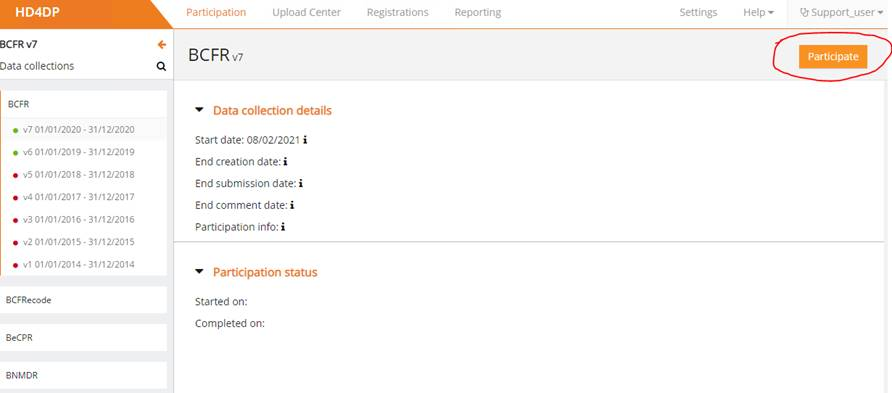 HD4DP
Participation Upload Center Registrations Reporting Settings Help Support_user
BCFR v7
Data collections
BCFR
v7 01/01/2020 - 31/12/2020
v6 01/01/2019 - 31/12/2019
v5 01/01/2018 - 31/12/2018
v4 01/01/2017 - 31/12/2017
v3 01/01/2016 - 31/12/2016
v2 01/01/2015 - 31/12/2015
v1 01/01/2014 - 31/12/2014
BCFRecode
BeCPR
BNMDR
BCFR v7
Participate
Data collection details
Start date: 08/02/2021 i
End creation date: i
End submission date: i
End comment date: i
Participation info: i
Participation status
Started on:
Completed on: